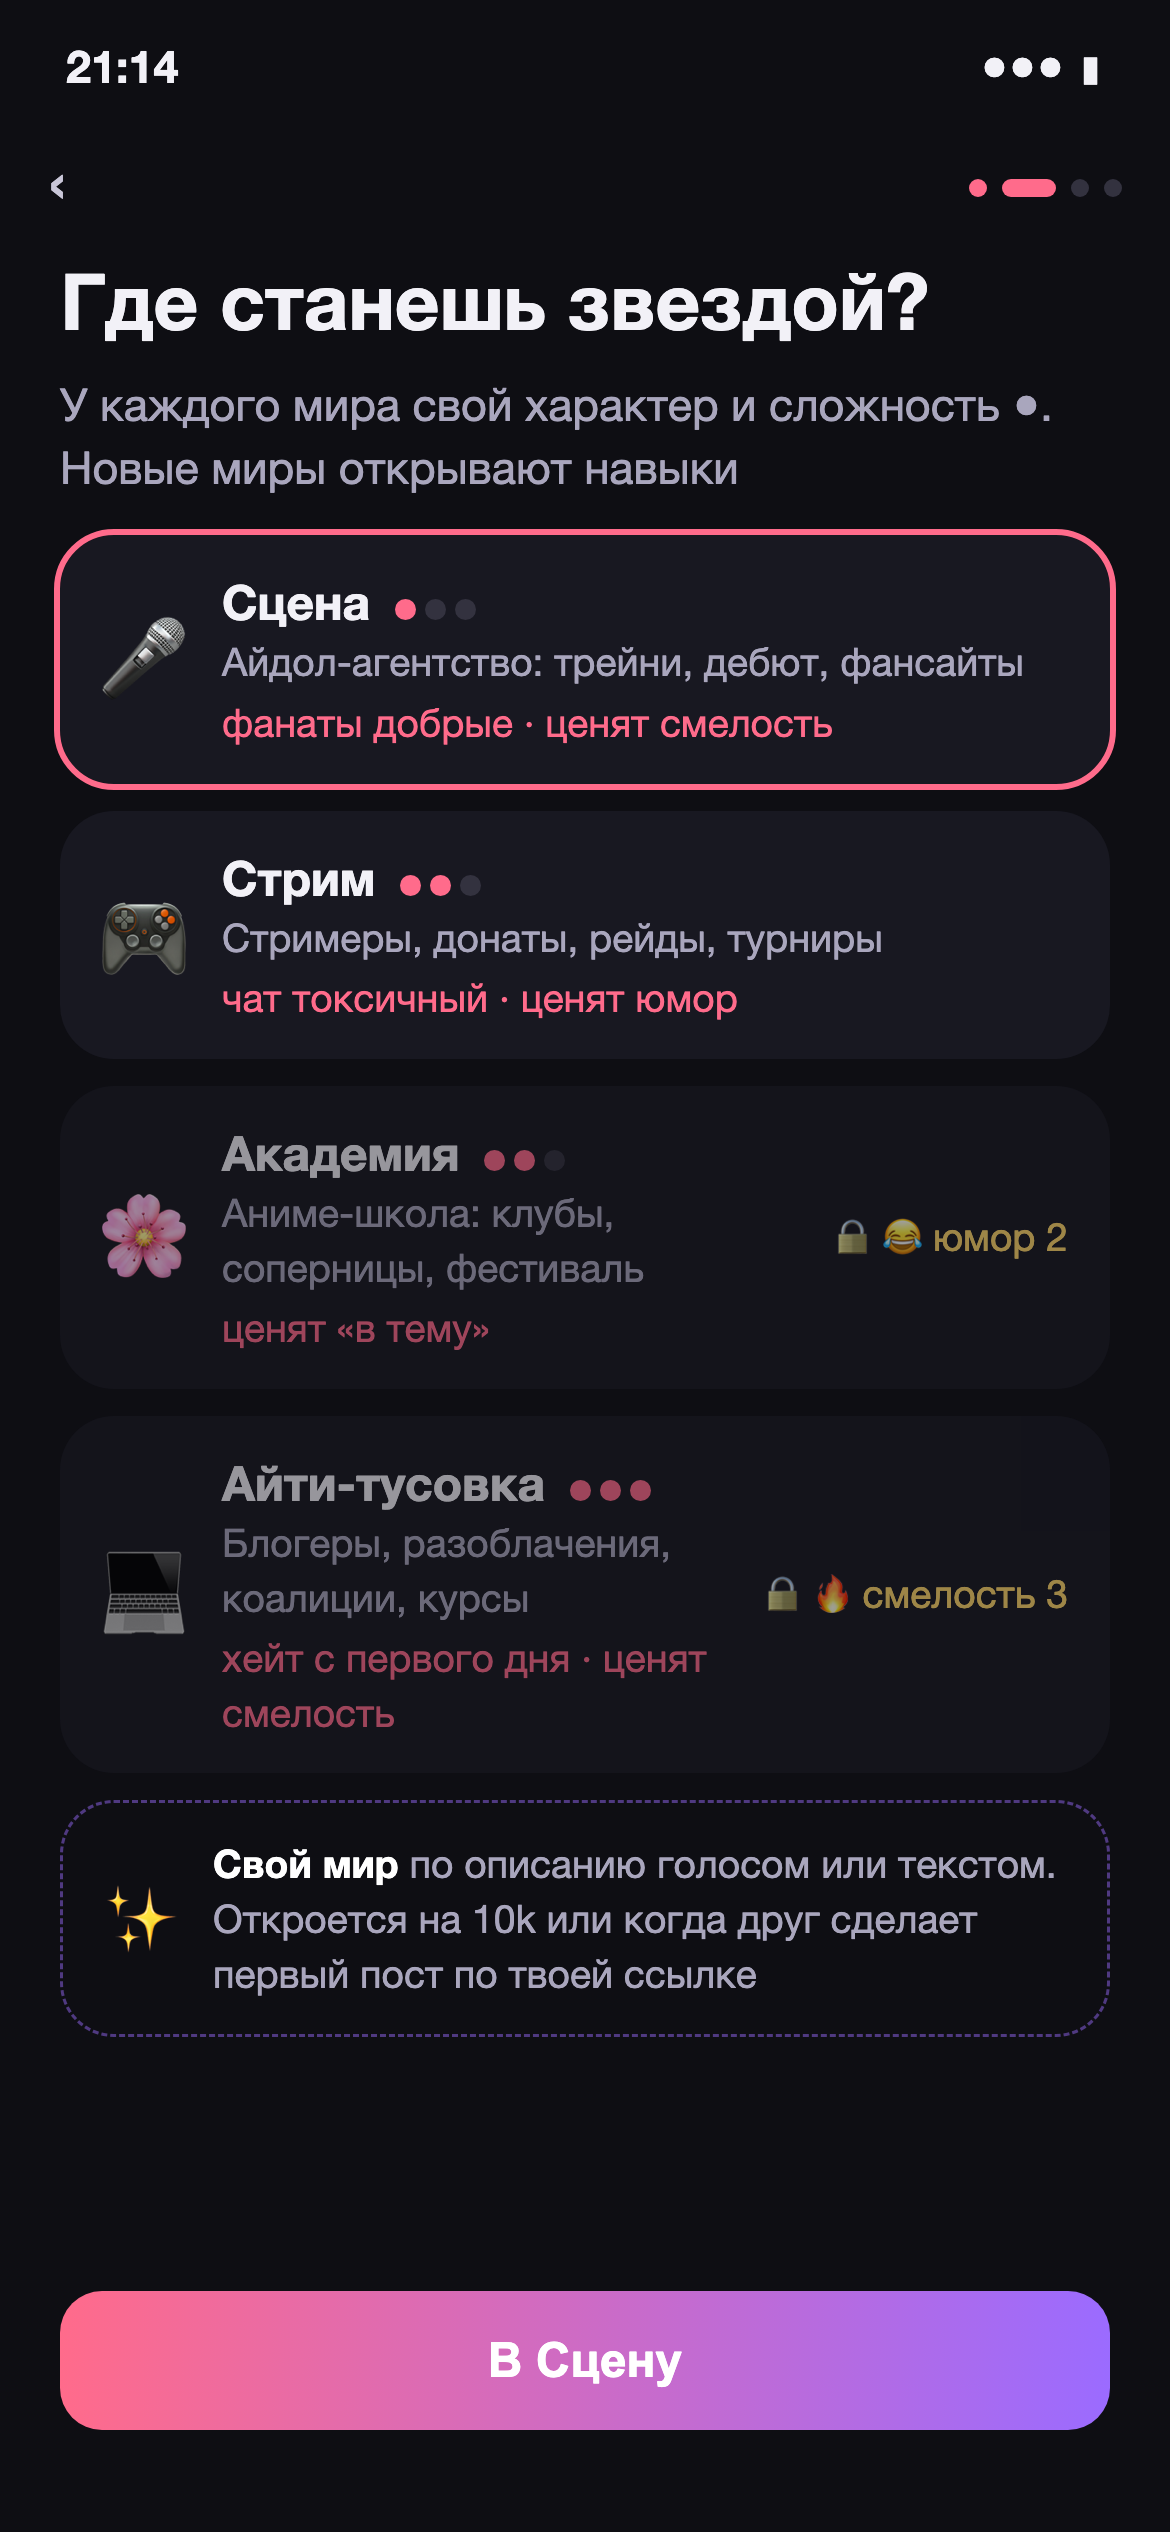 21:14
Где станешь звездой?
У каждого мира свой характер и сложность ●.
Новые миры открывают навыки
Сцена
Айдол-агентство: трейни, дебют, фансайты
фанаты добрые · ценят смелость
Стрим
Стримеры, донаты, рейды, турниры
чат токсичный · ценят юмор
Академия
Аниме-школа: клубы,
соперницы, фестиваль
ценят «в тему»
🔒 😂 юмор 2
Айти-тусовка
Блогеры, разоблачения,
коалиции, курсы
хейт с первого дня · ценят
смелость
🔒 🔥 смелость 3
Свой мир по описанию голосом или текстом.
Откроется на 10k или когда друг сделает
первый пост по твоей ссылке
В Сцену